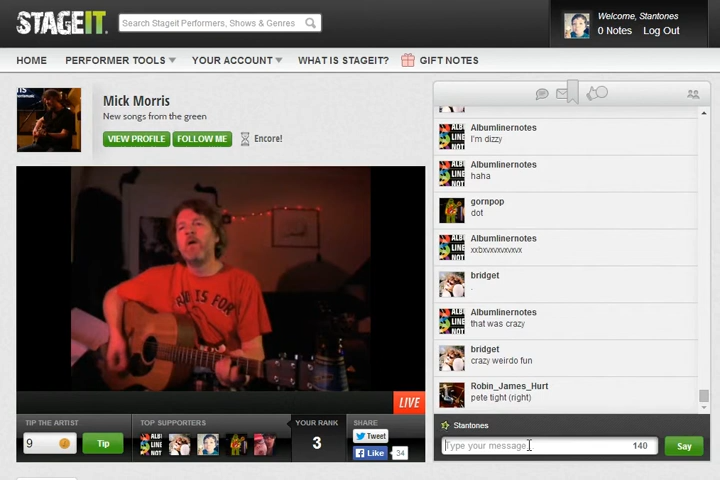 STAGEIT.
Search Stageit Performers, Shows & Genres
Welcome, Stantones
0 Notes Log Out
HOME PERFORMER TOOLS YOUR ACCOUNT WHAT IS STAGEIT? GIFT NOTES
Mick Morris
New songs from the green
VIEW PROFILE FOLLOW ME Encore!
IS FOR
LIVE
TIP THE ARTIST
9 Tip
TOP SUPPORTERS
YOUR RANK
3
SHARE
Tweet
Like 34
Albumlinernotes
I'm dizzy
Albumlinernotes
haha
gornpop
dot
Albumlinernotes
xxbxvxvxvxvx
bridget
.
Albumlinernotes
that was crazy
bridget
crazy weirdo fun
Robin_James_Hurt
pete tight (right)
Stantones
Type your message 140 Say